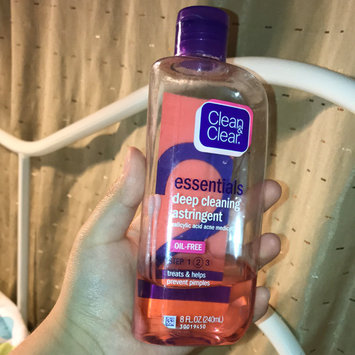 Clean &
Clear.
essentials
deep cleaning
astringent
salicylic acid acne medication
OIL-FREE
STEP 1 2 3
treats & helps
prevent pimples
8 FL.OZ (240mL)
30019450